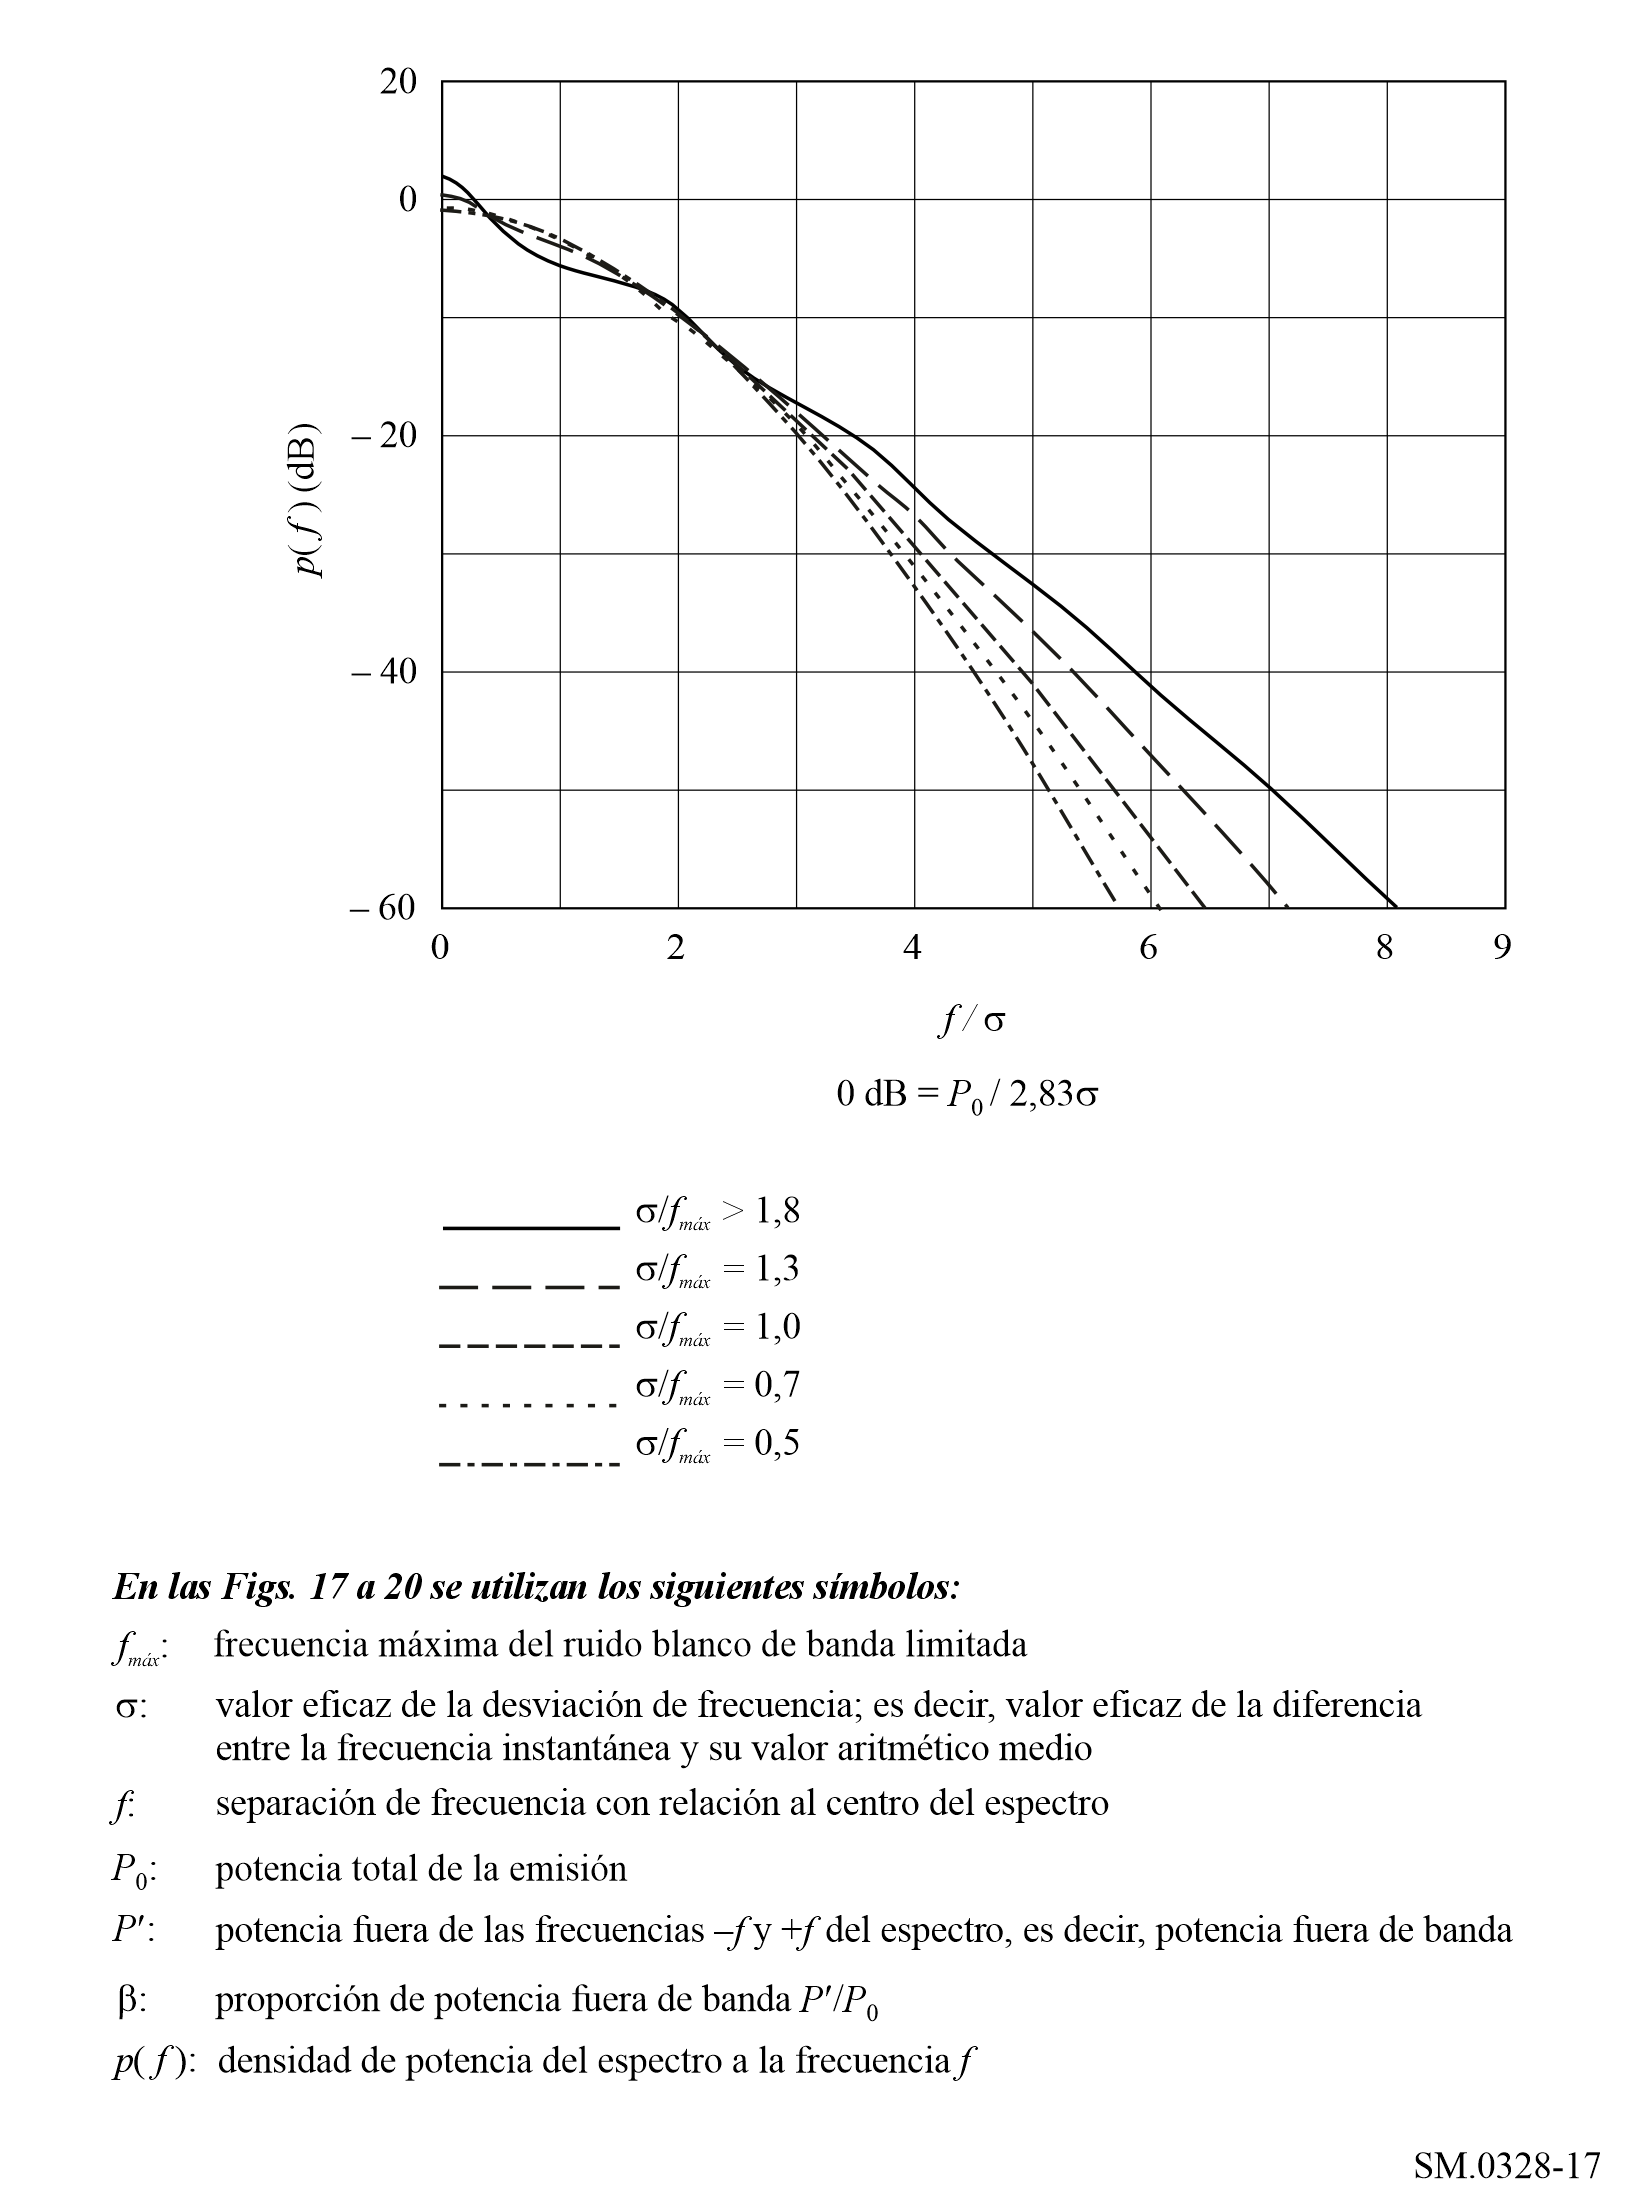 20
0
– 20
– 40
– 60
p(f) (dB)
0 2 4 6 8 9
f / σ
0 dB = P0 / 2,83σ
σ/fmáx > 1,8
σ/fmáx = 1,3
σ/fmáx = 1,0
σ/fmáx = 0,7
σ/fmáx = 0,5
En las Figs. 17 a 20 se utilizan los siguientes símbolos:
fmáx: frecuencia máxima del ruido blanco de banda limitada
σ: valor eficaz de la desviación de frecuencia; es decir, valor eficaz de la diferencia
entre la frecuencia instantánea y su valor aritmético medio
f: separación de frecuencia con relación al centro del espectro
P0: potencia total de la emisión
P′: potencia fuera de las frecuencias –f y +f del espectro, es decir, potencia fuera de banda
β: proporción de potencia fuera de banda P′/P0
p(f): densidad de potencia del espectro a la frecuencia f
SM.0328-17